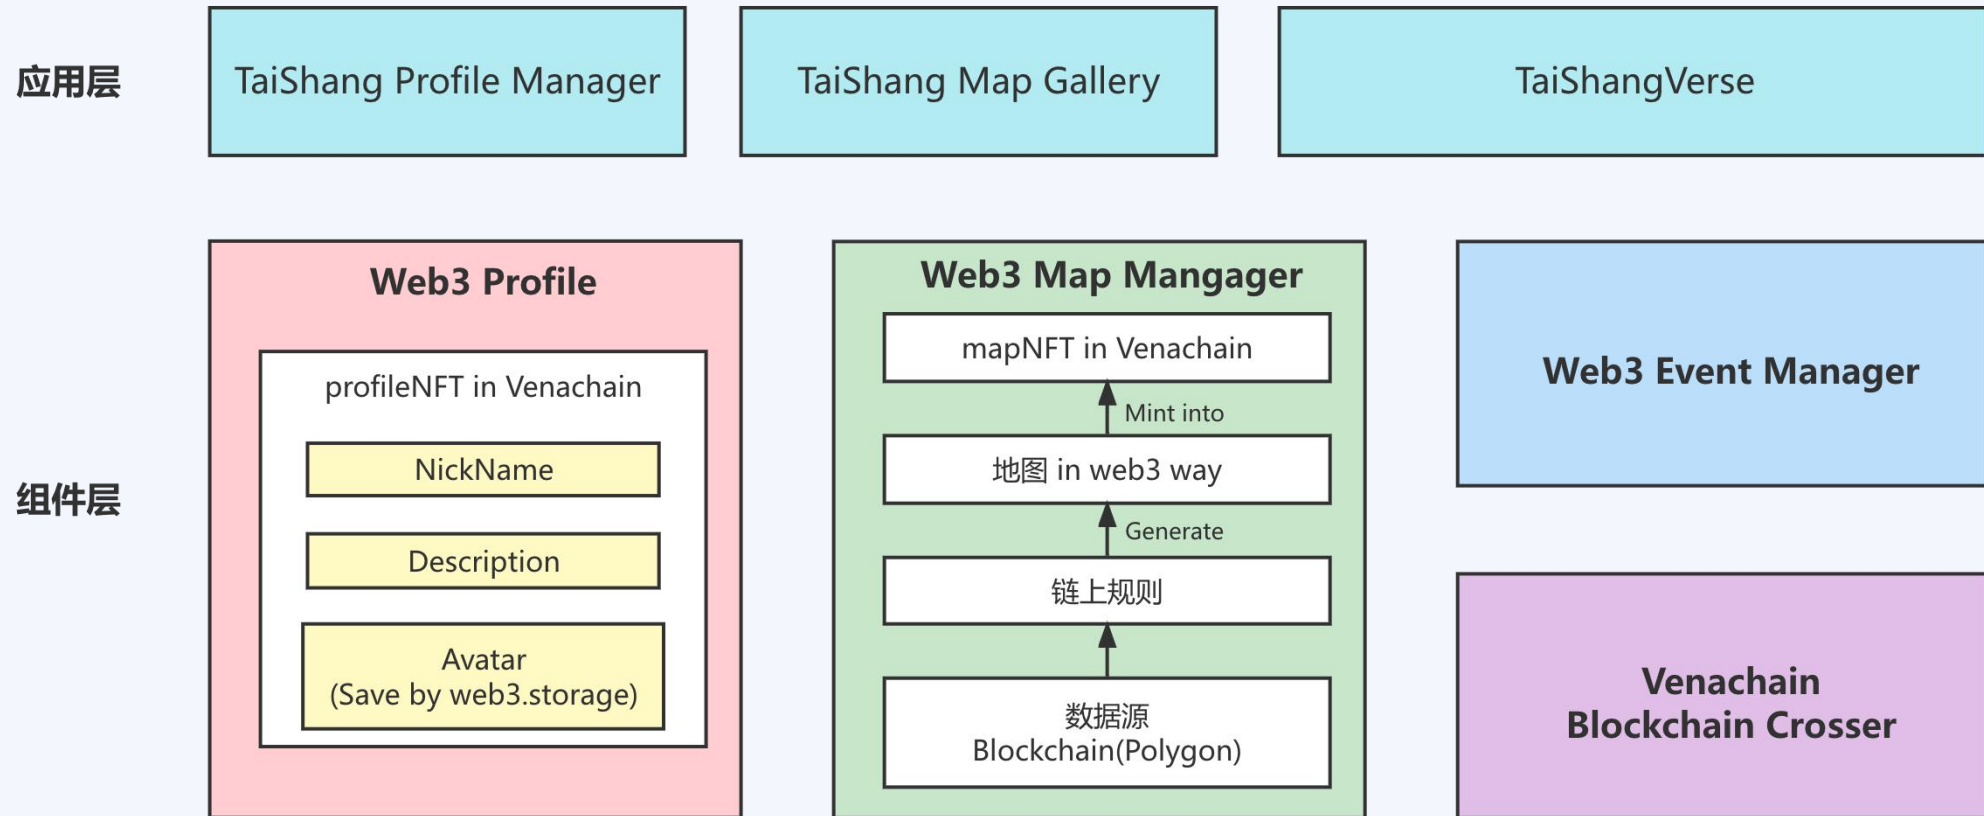 应用层
TaiShang Profile Manager
TaiShang Map Gallery
TaiShangVerse
组件层
Web3 Profile
profileNFT in Venachain
NickName
Description
Avatar
(Save by web3.storage)
Web3 Map Mangager
mapNFT in Venachain
Mint into
地图 in web3 way
Generate
链上规则
数据源
Blockchain(Polygon)
Web3 Event Manager
Venachain
Blockchain Crosser